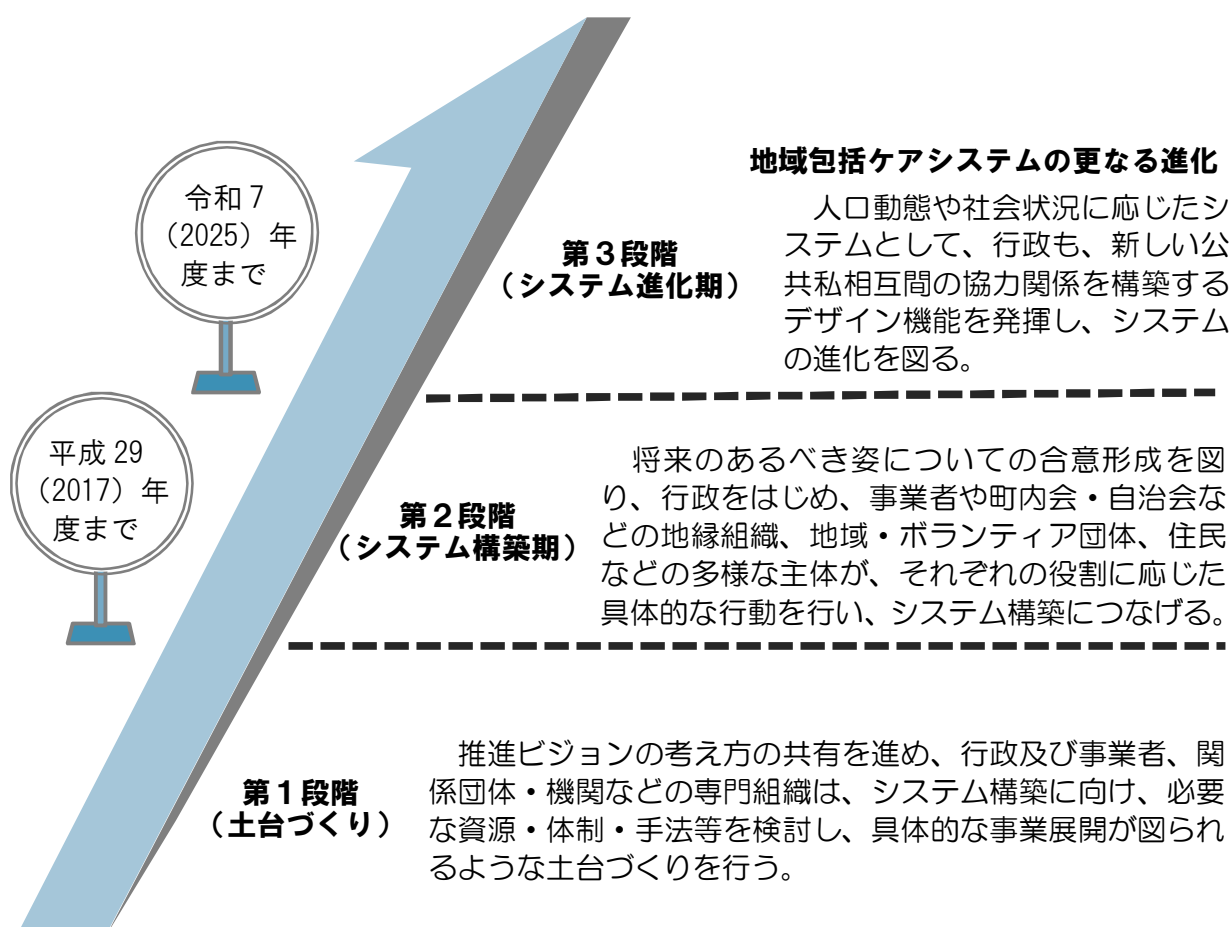 令和７
（2025）年
度まで
平成 29
（2017）年
度まで
地域包括ケアシステムの更なる進化
第３段階
（システム進化期）
人口動態や社会状況に応じたシ
ステムとして、行政も、新しい公
共私相互間の協力関係を構築する
デザイン機能を発揮し、システム
の進化を図る。
第２段階
（システム構築期）
将来のあるべき姿についての合意形成を図
り、行政をはじめ、事業者や町内会・自治会な
どの地縁組織、地域・ボランティア団体、住民
などの多様な主体が、それぞれの役割に応じた
具体的な行動を行い、システム構築につなげる。
第１段階
（土台づくり）
推進ビジョンの考え方の共有を進め、行政及び事業者、関
係団体・機関などの専門組織は、システム構築に向け、必要
な資源・体制・手法等を検討し、具体的な事業展開が図られ
るような土台づくりを行う。